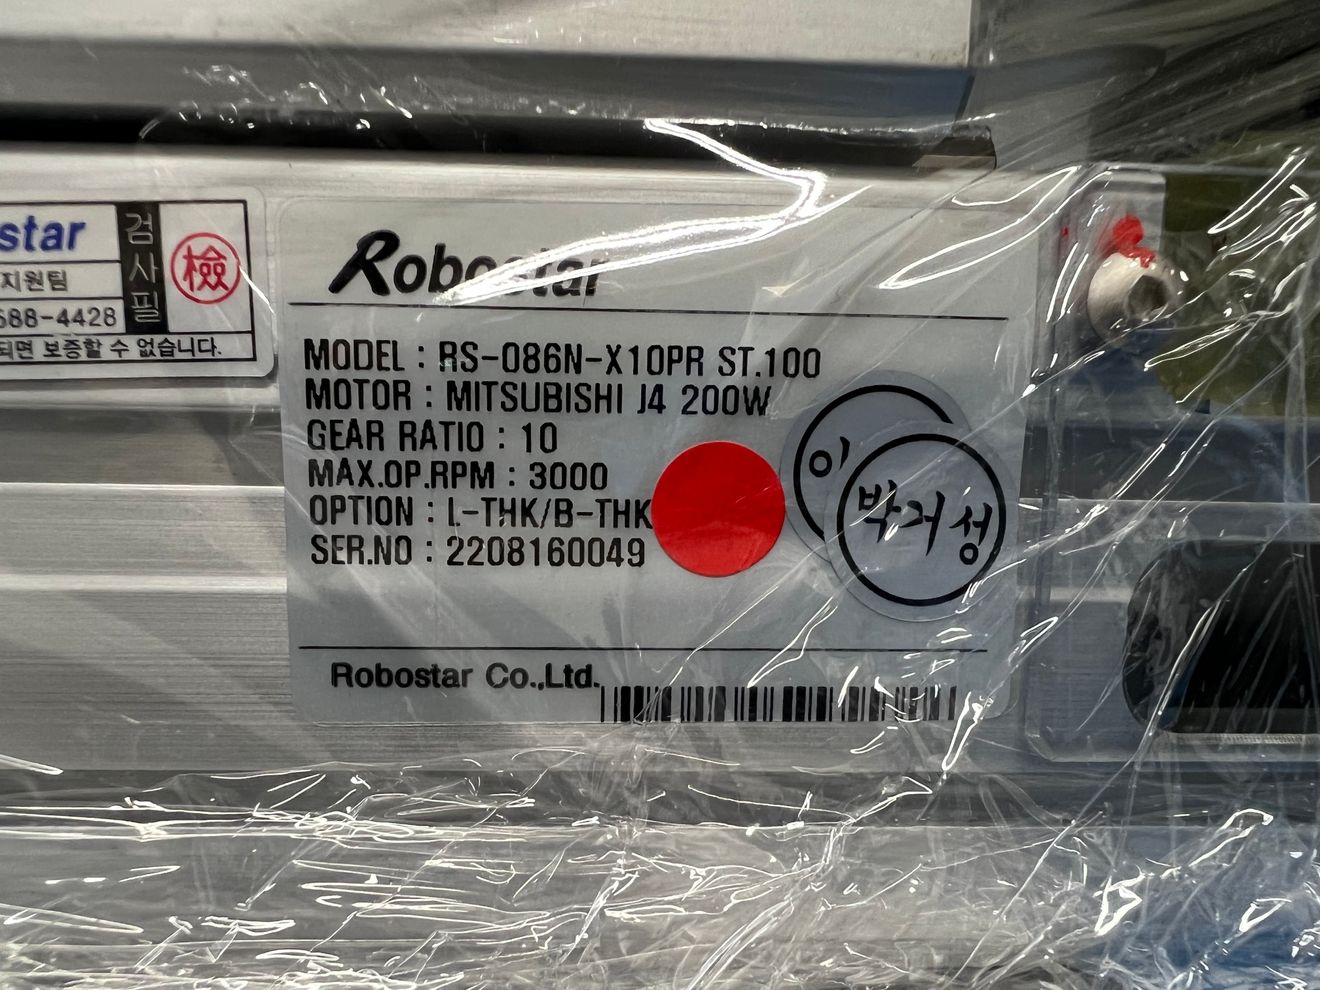 star
검사필
檢
지원팀
588-4428
되면 보증할 수 없습니다.
Robostar
MODEL : RS-086N-X10PR ST.100
MOTOR : MITSUBISHI J4 200W
GEAR RATIO : 10
MAX.OP.RPM : 3000
OPTION : L-THK/B-THK
SER.NO : 2208160049
이
박거성
Robostar Co.,Ltd.